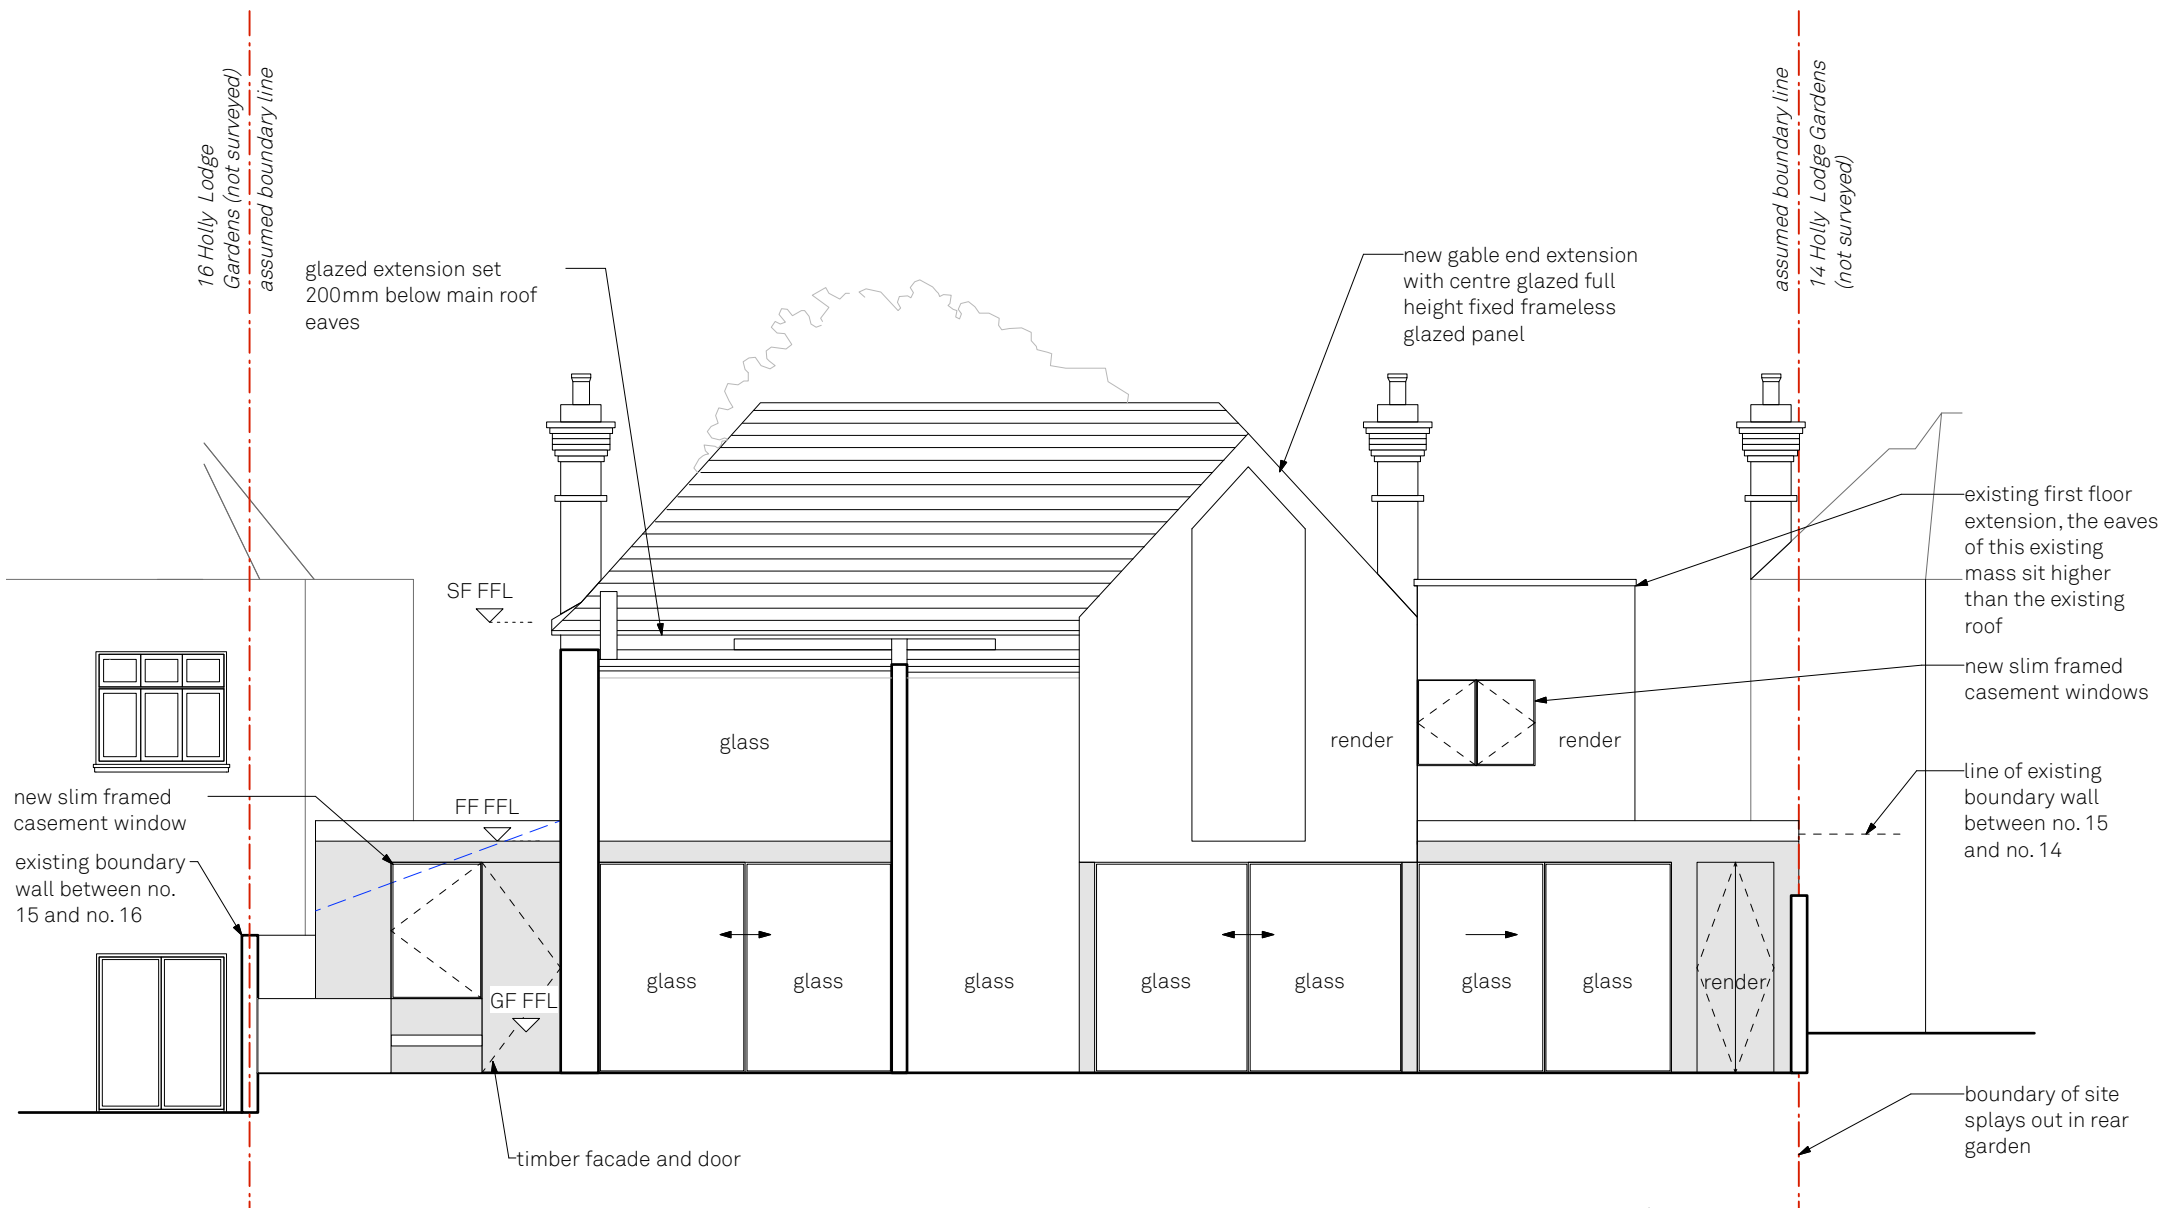 16 Holly Lodge
Gardens (not surveyed)
assumed boundary line
assumed boundary line
14 Holly Lodge Gardens
(not surveyed)
glazed extension set
200mm below main roof
eaves
new gable end extension
with centre glazed full
height fixed frameless
glazed panel
existing first floor
extension, the eaves
of this existing
mass sit higher
than the existing
roof
SF FFL
new slim framed
casement windows
glass
render
render
line of existing
boundary wall
between no. 15
and no. 14
new slim framed
casement window
FF FFL
existing boundary
wall between no.
15 and no. 16
GF FFL
glass
glass
glass
glass
glass
glass
glass
render
boundary of site
splays out in rear
garden
timber facade and door